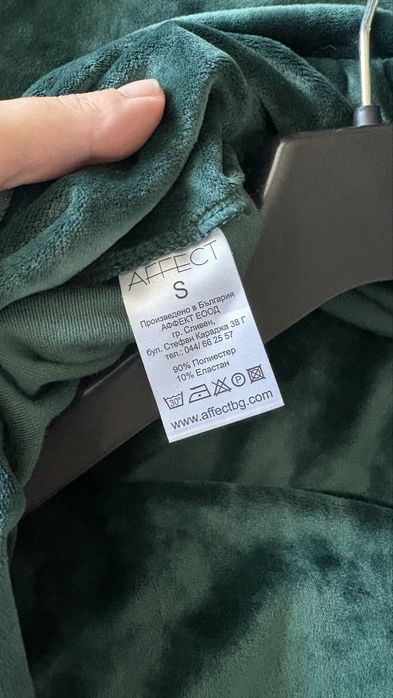 AFFECT
S
Произведено в България
АФФЕКТ ЕООД
гр. Сливен,
бул. Стефан Караджа 38 Г
тел.: 044/ 66 25 57
90% Полиестер
10% Еластан
30° P
www.affectbg.com